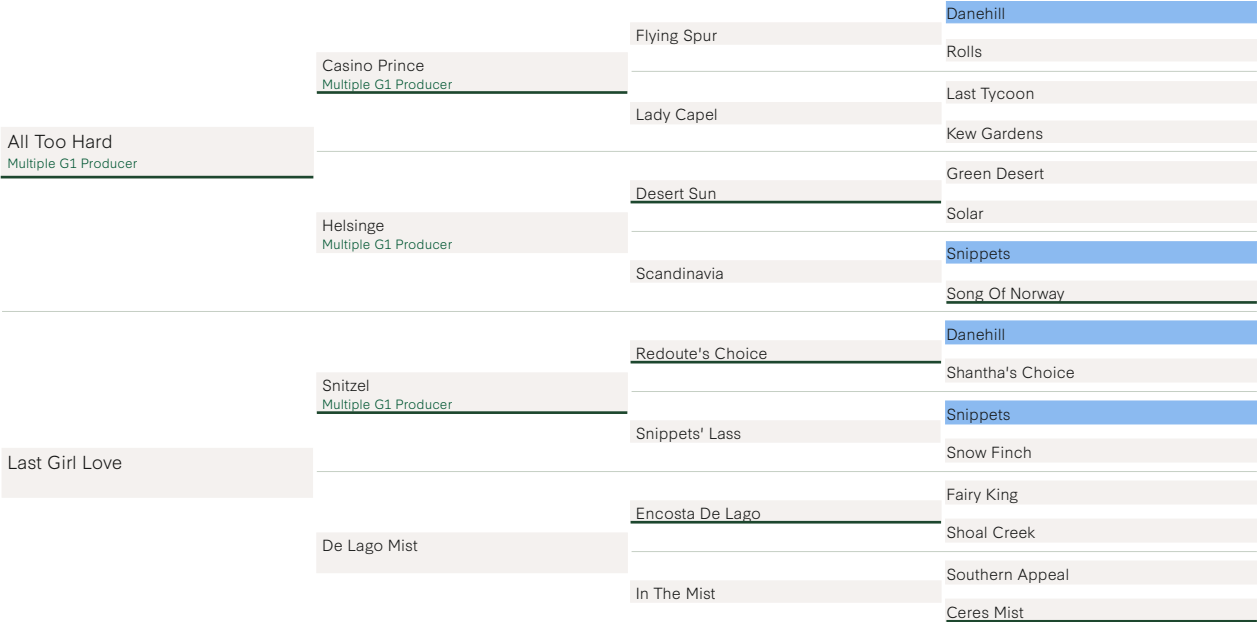 All Too Hard
Multiple G1 Producer
Last Girl Love
Casino Prince
Multiple G1 Producer
Helsinge
Multiple G1 Producer
Snitzel
Multiple G1 Producer
De Lago Mist
Flying Spur
Lady Capel
Desert Sun
Scandinavia
Redoute's Choice
Snippets' Lass
Encosta De Lago
In The Mist
Danehill
Rolls
Last Tycoon
Kew Gardens
Green Desert
Solar
Snippets
Song Of Norway
Danehill
Shantha's Choice
Snippets
Snow Finch
Fairy King
Shoal Creek
Southern Appeal
Ceres Mist